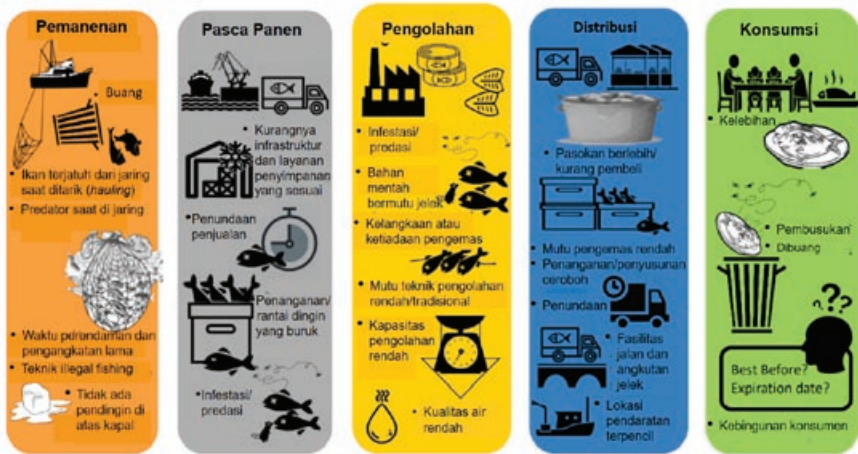 Pemanenan
• Buang
• Ikan terjatuh dari jaring
saat ditarik (hauling)
• Predator saat di jaring
• Waktu perendaman dan
pengangkatan lama
• Teknik illegal fishing
• Tidak ada
pendingin di
atas kapal
Pasca Panen
• Kurangnya
infrastruktur
dan layanan
penyimpanan
yang sesuai
• Penundaan
penjualan
Penanganan/
rantai dingin
yang buruk
• Infestasi/
predasi
Pengolahan
• Infestasi/
predasi
• Bahan
mentah
bermutu jelek
• Kelangkaan atau
ketiadaan pengemas
• Mutu teknik pengolahan
rendah/tradisional
• Kapasitas
pengolahan
rendah
• Kualitas air
rendah
Distribusi
• Pasokan berlebih/
kurang pembeli
• Mutu pengemas rendah
• Penanganan/penyusunan
ceroboh
• Penundaan
• Fasilitas
jalan dan
angkutan
jelek
• Lokasi
pendaratan
terpencil
Konsumsi
• Kelebihan
• Pembusukan
• Dibuang
???
Best Before?
Expiration date?
• Kebingunan konsumen